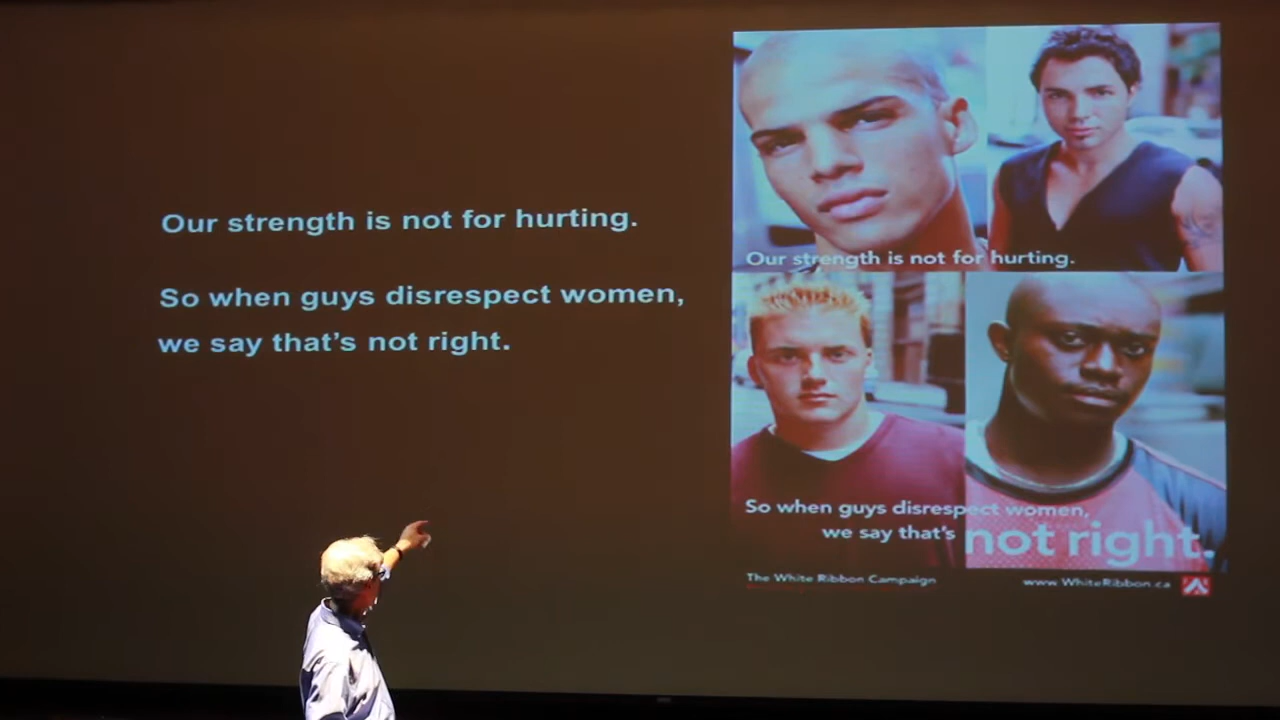 Our strength is not for hurting.
So when guys disrespect women,
we say that's not right.
Our strength is not for hurting.
So when guys disrespect women,
we say that's not right.
The White Ribbon Campaign
www.WhiteRibbon.ca